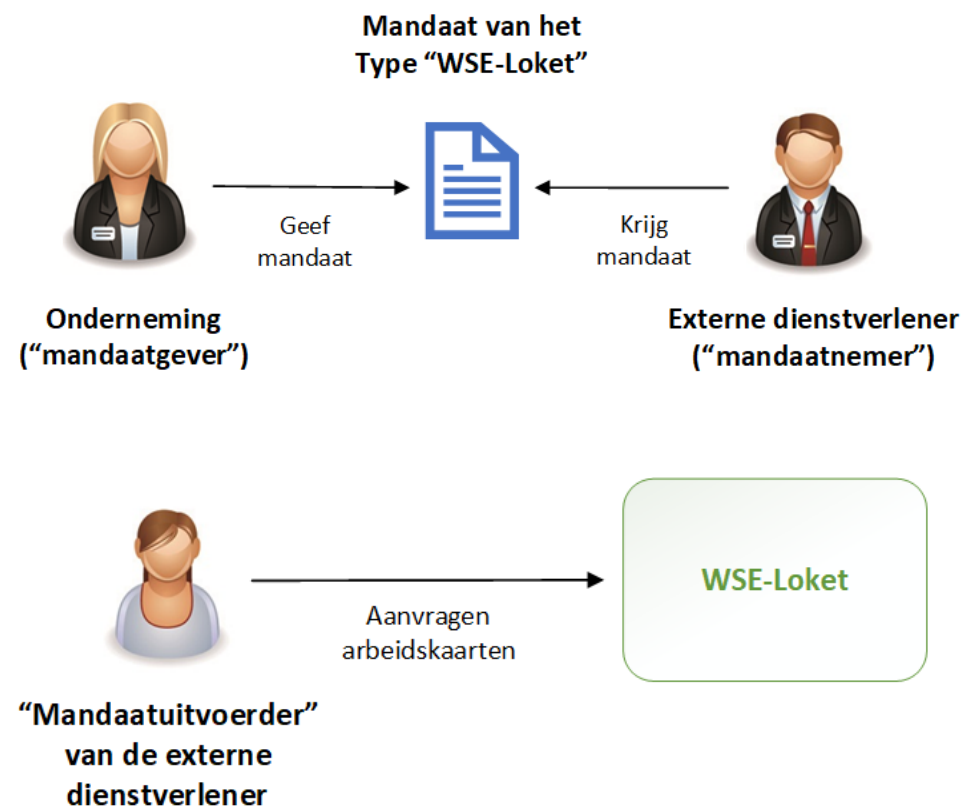 Mandaat van het
Type “WSE-Loket”
Geef
mandaat
Krijg
mandaat
Onderneming
(“mandaatgever”)
Externe dienstverlener
(“mandaatnemer”)
WSE-Loket
Aanvragen
arbeidskaarten
“Mandaatuitvoerder”
van de externe
dienstverlener